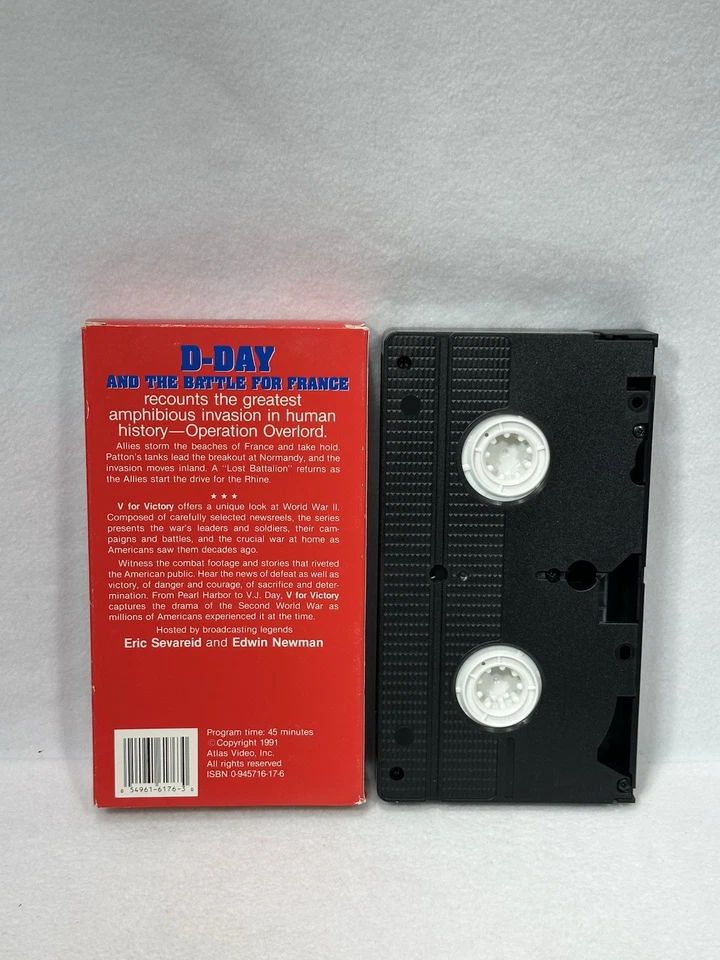 D-DAY
AND THE BATTLE FOR FRANCE
recounts the greatest
amphibious invasion in human
history—Operation Overlord.
Allies storm the beaches of France and take hold.
Patton's tanks lead the breakout at Normandy, and the
invasion moves inland. A "Lost Battalion" returns as
the Allies start the drive for the Rhine.
★ ★ ★
V for Victory offers a unique look at World War II.
Composed of carefully selected newsreels, the series
presents the war's leaders and soldiers, their cam-
paigns and battles, and the crucial war at home as
Americans saw them decades ago.
Witness the combat footage and stories that riveted
the American public. Hear the news of defeat as well as
victory, of danger and courage, of sacrifice and deter-
mination. From Pearl Harbor to V.J. Day, V for Victory
captures the drama of the Second World War as
millions of Americans experienced it at the time.
Hosted by broadcasting legends
Eric Sevareid and Edwin Newman
Program time: 45 minutes
©Copyright 1991
Atlas Video, Inc.
All rights reserved
ISBN 0-945716-17-6
0 54961-6176-3 0